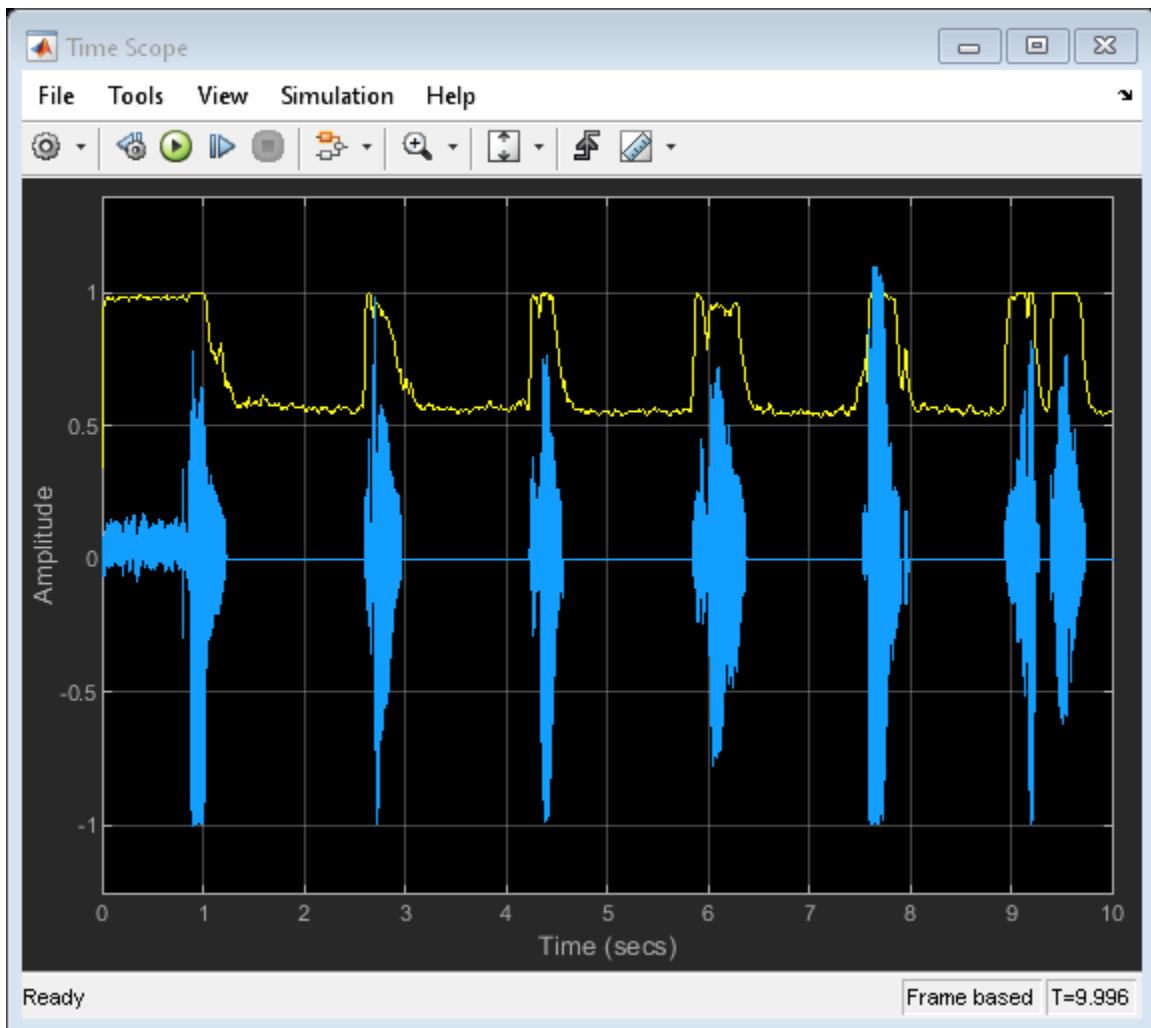 Time Scope
File Tools View Simulation Help
1
0.5
0
-0.5
-1
Amplitude
0 1 2 3 4 5 6 7 8 9 10
Time (secs)
Ready Frame based T=9.996